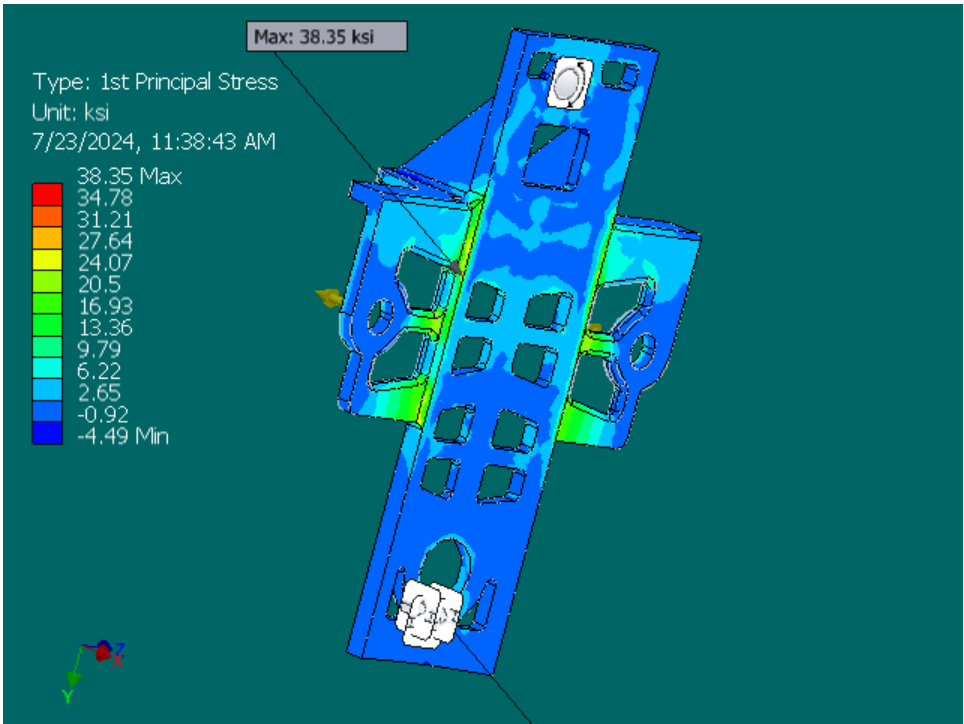 Max: 38.35 ksi
Type: 1st Principal Stress
Unit: ksi
7/23/2024, 11:38:43 AM
38.35 Max
34.78
31.21
27.64
24.07
20.5
16.93
13.36
9.79
6.22
2.65
-0.92
-4.49 Min
Z
X
Y